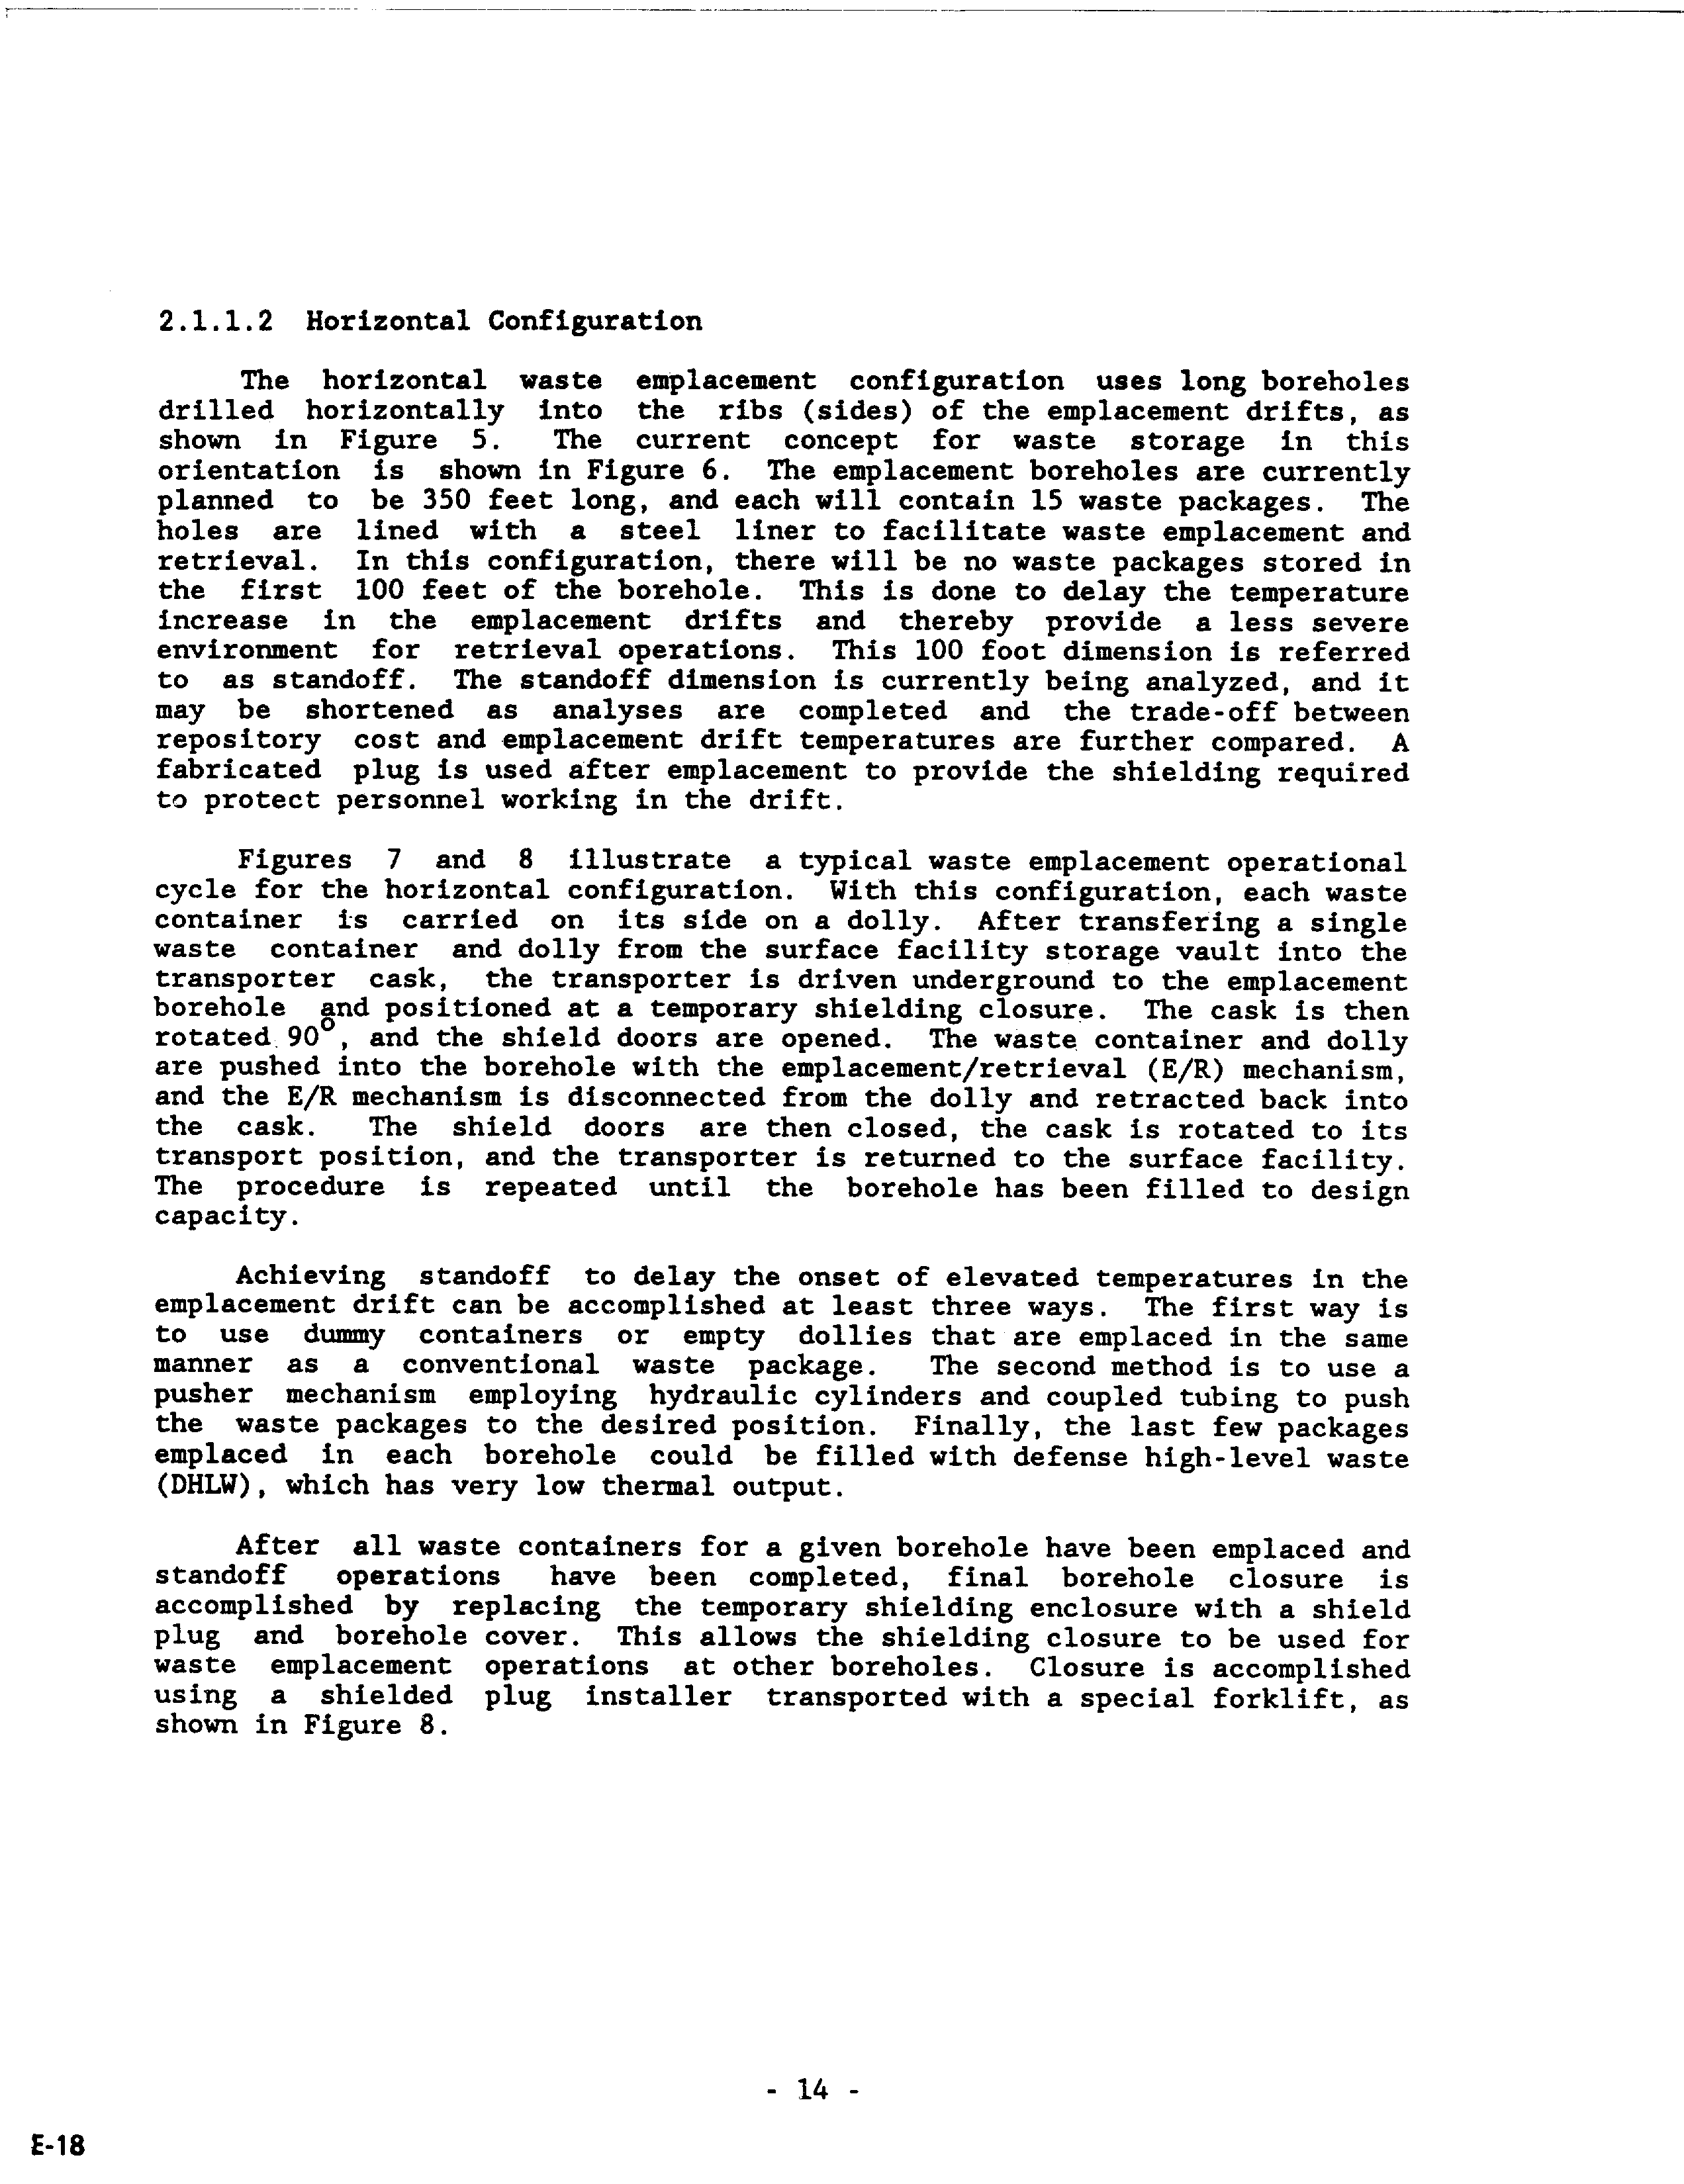 2.1.1.2 Horizontal Configuration
The horizontal waste emplacement configuration uses long boreholes
drilled horizontally into the ribs (sides) of the emplacement drifts, as
shown in Figure 5. The current concept for waste storage in this
orientation is shown in Figure 6. The emplacement boreholes are currently
planned to be 350 feet long, and each will contain 15 waste packages. The
holes are lined with a steel liner to facilitate waste emplacement and
retrieval. In this configuration, there will be no waste packages stored in
the first 100 feet of the borehole. This is done to delay the temperature
increase in the emplacement drifts and thereby provide a less severe
environment for retrieval operations. This 100 foot dimension is referred
to as standoff. The standoff dimension is currently being analyzed, and it
may be shortened as analyses are completed and the trade-off between
repository cost and emplacement drift temperatures are further compared. A
fabricated plug is used after emplacement to provide the shielding required
to protect personnel working in the drift.
Figures 7 and 8 illustrate a typical waste emplacement operational
cycle for the horizontal configuration. With this configuration, each waste
container is carried on its side on a dolly. After transfering a single
waste container and dolly from the surface facility storage vault into the
transporter cask, the transporter is driven underground to the emplacement
borehole and positioned at a temporary shielding closure. The cask is then
rotated 90°, and the shield doors are opened. The waste container and dolly
are pushed into the borehole with the emplacement/retrieval (E/R) mechanism,
and the E/R mechanism is disconnected from the dolly and retracted back into
the cask. The shield doors are then closed, the cask is rotated to its
transport position, and the transporter is returned to the surface facility.
The procedure is repeated until the borehole has been filled to design
capacity.
Achieving standoff to delay the onset of elevated temperatures in the
emplacement drift can be accomplished at least three ways. The first way is
to use dummy containers or empty dollies that are emplaced in the same
manner as a conventional waste package. The second method is to use a
pusher mechanism employing hydraulic cylinders and coupled tubing to push
the waste packages to the desired position. Finally, the last few packages
emplaced in each borehole could be filled with defense high-level waste
(DHLW), which has very low thermal output.
After all waste containers for a given borehole have been emplaced and
standoff operations have been completed, final borehole closure is
accomplished by replacing the temporary shielding enclosure with a shield
plug and borehole cover. This allows the shielding closure to be used for
waste emplacement operations at other boreholes. Closure is accomplished
using a shielded plug installer transported with a special forklift, as
shown in Figure 8.
- 14 -
E-18